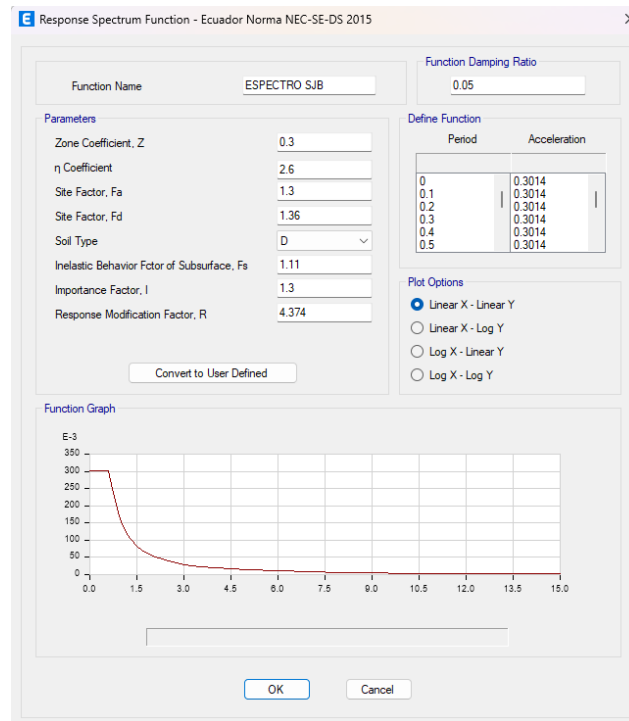 E Response Spectrum Function - Ecuador Norma NEC-SE-DS 2015
Function Name
ESPECTRO SJB
Function Damping Ratio
0.05
Parameters
Zone Coefficient, Z
0.3
η Coefficient
2.6
Site Factor, Fa
1.3
Site Factor, Fd
1.36
Soil Type
D
Inelastic Behavior Fctor of Subsurface, Fs
1.11
Importance Factor, I
1.3
Response Modification Factor, R
4.374
Convert to User Defined
Define Function
Period Acceleration
0 0.3014
0.1 0.3014
0.2 0.3014
0.3 0.3014
0.4 0.3014
0.5 0.3014
Plot Options
Linear X - Linear Y
Linear X - Log Y
Log X - Linear Y
Log X - Log Y
Function Graph
E-3
350
300
250
200
150
100
50
0
0.0 1.5 3.0 4.5 6.0 7.5 9.0 10.5 12.0 13.5 15.0
OK Cancel